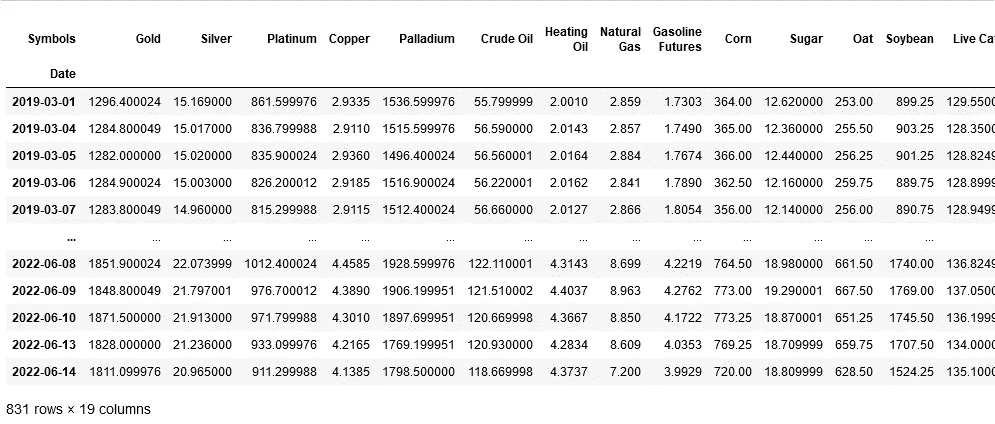 Symbols Gold Silver Platinum Copper Palladium Crude Oil Heating Oil Natural Gas Gasoline Futures Corn Sugar Oat Soybean Live Cat
Date
2019-03-01 1296.400024 15.169000 861.599976 2.9335 1536.599976 55.799999 2.0010 2.859 1.7303 364.00 12.620000 253.00 899.25 129.5500
2019-03-04 1284.800049 15.017000 836.799988 2.9110 1515.599976 56.590000 2.0143 2.857 1.7490 365.00 12.360000 255.50 903.25 128.3500
2019-03-05 1282.000000 15.020000 835.900024 2.9360 1496.400024 56.560001 2.0164 2.884 1.7674 366.00 12.440000 256.25 901.25 128.8249
2019-03-06 1284.900024 15.003000 826.200012 2.9185 1516.900024 56.220001 2.0162 2.841 1.7890 362.50 12.160000 259.75 889.75 128.8999
2019-03-07 1283.800049 14.960000 815.299988 2.9115 1512.400024 56.660000 2.0127 2.866 1.8054 356.00 12.140000 256.00 890.75 128.9499
... ... ... ... ... ... ... ... ... ... ... ... ... ...
2022-06-08 1851.900024 22.073999 1012.400024 4.4585 1928.599976 122.110001 4.3143 8.699 4.2219 764.50 18.980000 661.50 1740.00 136.8249
2022-06-09 1848.800049 21.797001 976.700012 4.3890 1906.199951 121.510002 4.4037 8.963 4.2762 773.00 19.290001 667.50 1769.00 137.0500
2022-06-10 1871.500000 21.913000 971.799988 4.3010 1897.699951 120.669998 4.3667 8.850 4.1722 773.25 18.870001 651.25 1745.50 136.1999
2022-06-13 1828.000000 21.236000 933.099976 4.2165 1769.199951 120.930000 4.2834 8.609 4.0353 769.25 18.709999 659.75 1707.50 134.0000
2022-06-14 1811.099976 20.965000 911.299988 4.1385 1798.500000 118.669998 4.3737 7.200 3.9929 720.00 18.809999 628.50 1524.25 135.1000
831 rows × 19 columns